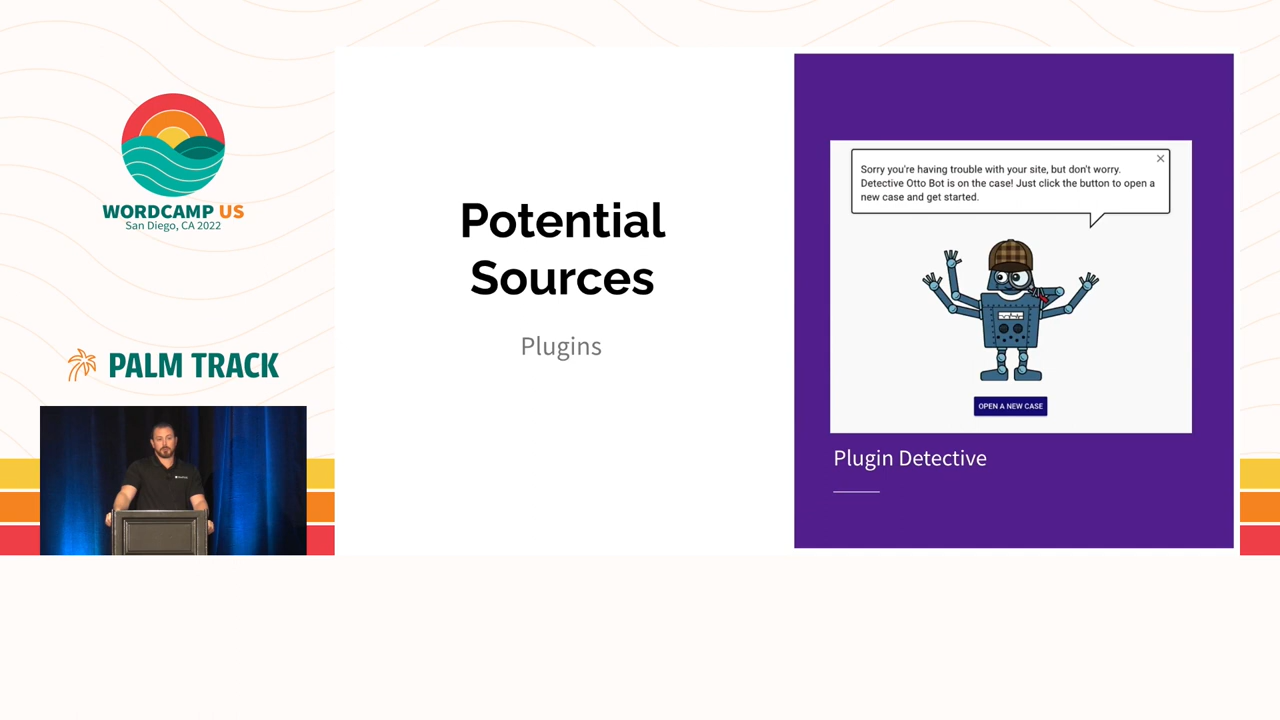 WORDCAMP US
San Diego, CA 2022
PALM TRACK
Potential
Sources
Plugins
Sorry you're having trouble with your site, but don't worry.
Detective Otto Bot is on the case! Just click the button to open a
new case and get started.
OPEN A NEW CASE
Plugin Detective